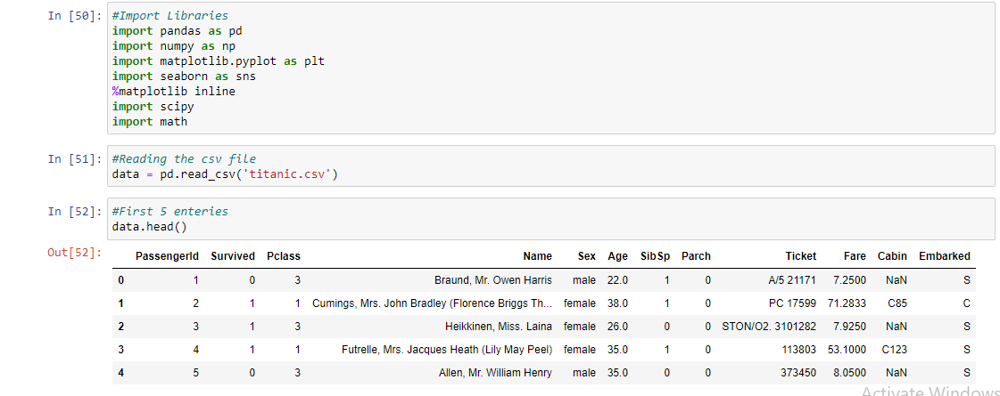 In [50]: #Import Libraries
import pandas as pd
import numpy as np
import matplotlib.pyplot as plt
import seaborn as sns
%matplotlib inline
import scipy
import math
In [51]: #Reading the csv file
data = pd.read_csv('titanic.csv')
In [52]: #First 5 enteries
data.head()
Out[52]:
PassengerId Survived Pclass Name Sex Age SibSp Parch Ticket Fare Cabin Embarked
0 1 0 3 Braund, Mr. Owen Harris male 22.0 1 0 A/5 21171 7.2500 NaN S
1 2 1 1 Cumings, Mrs. John Bradley (Florence Briggs Th... female 38.0 1 0 PC 17599 71.2833 C85 C
2 3 1 3 Heikkinen, Miss. Laina female 26.0 0 0 STON/O2. 3101282 7.9250 NaN S
3 4 1 1 Futrelle, Mrs. Jacques Heath (Lily May Peel) female 35.0 1 0 113803 53.1000 C123 S
4 5 0 3 Allen, Mr. William Henry male 35.0 0 0 373450 8.0500 NaN S
Activate Windows